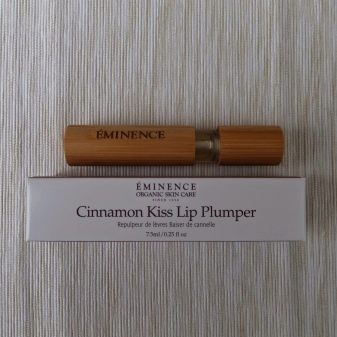 ÉMINENCE
ÉMINENCE
ORGANIC SKIN CARE
SINCE 1958
Cinnamon Kiss Lip Plumper
Repulpeur de lèvres Baiser de cannelle
7.5ml / 0.25 fl oz